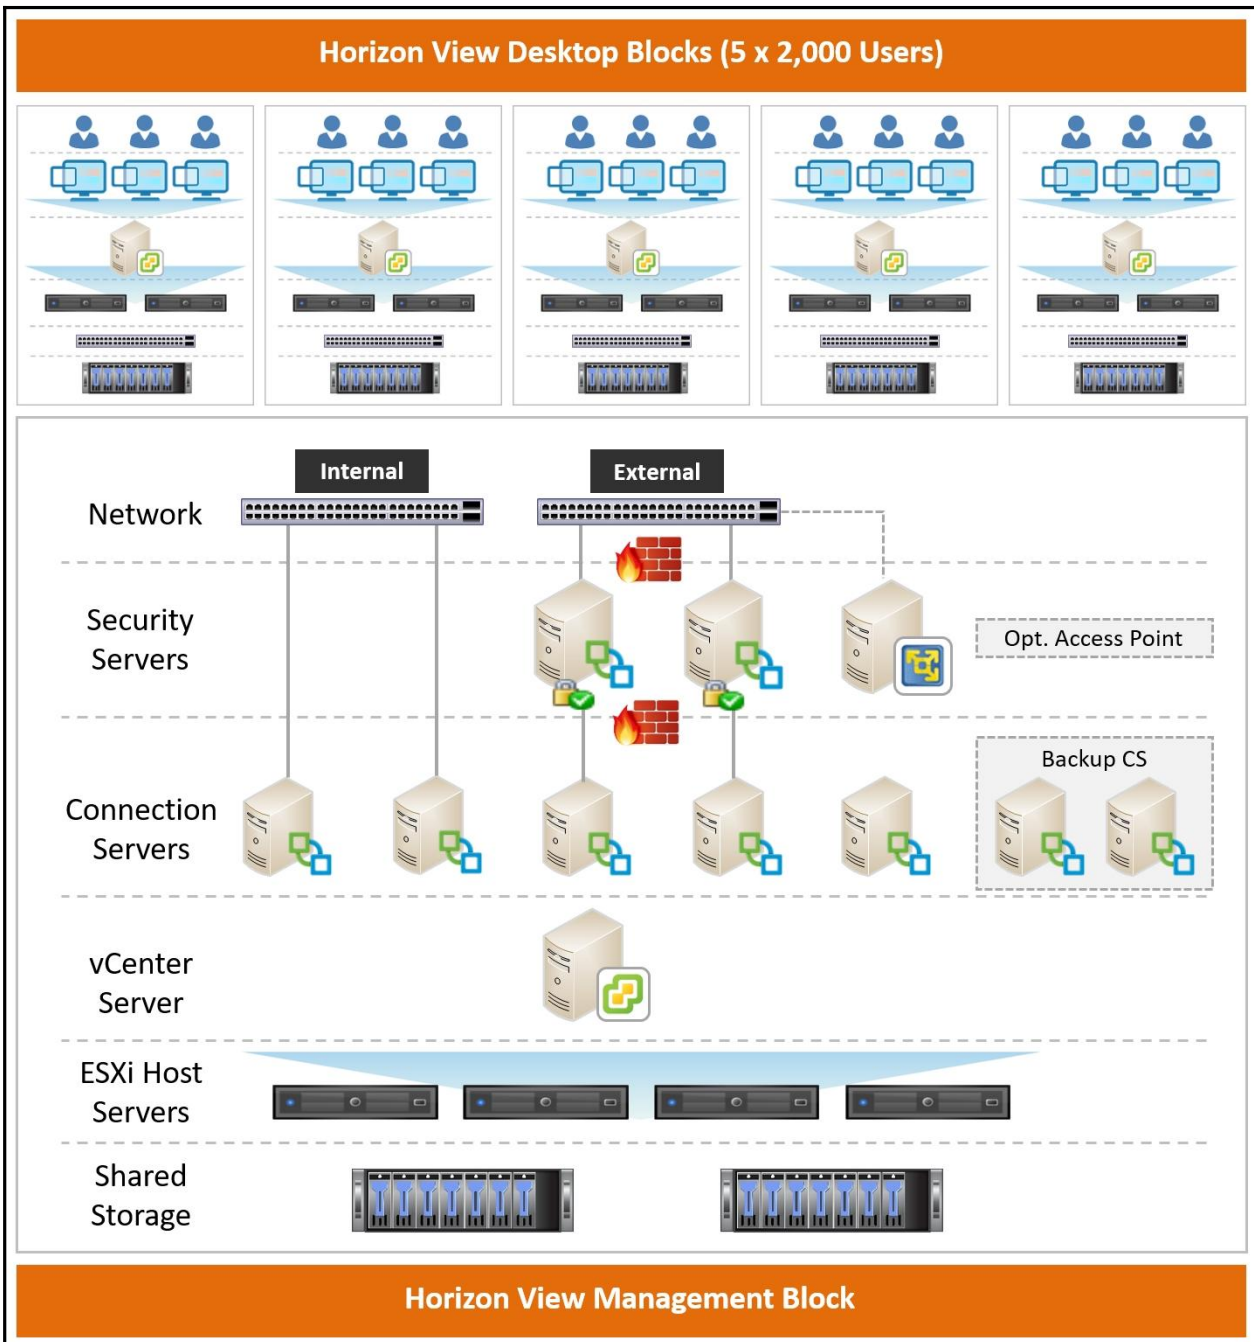 Horizon View Desktop Blocks (5 x 2,000 Users)
Internal
External
Network
Security
Servers
Opt. Access Point
Backup CS
Connection
Servers
vCenter
Server
ESXi Host
Servers
Shared
Storage
Horizon View Management Block